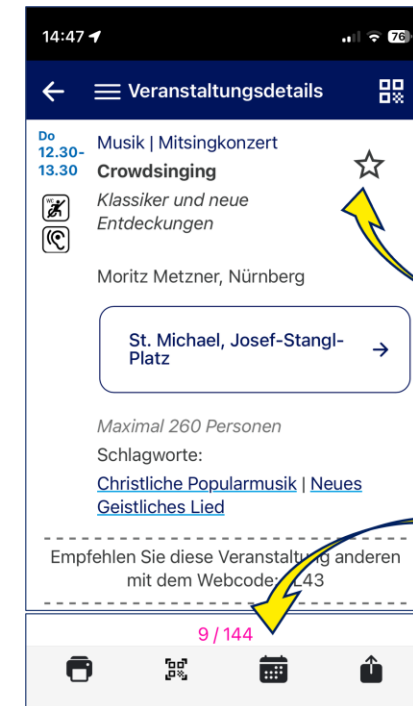 14:47
76
Veranstaltungsdetails
Do
12.30-
13.30
Musik | Mitsingkonzert
Crowdsinging
WC
Klassiker und neue
Entdeckungen
Moritz Metzner, Nürnberg
St. Michael, Josef-Stangl-
Platz
Maximal 260 Personen
Schlagworte:
Christliche Popularmusik | Neues
Geistliches Lied
Empfehlen Sie diese Veranstaltung anderen
mit dem Webcode:
9 / 144